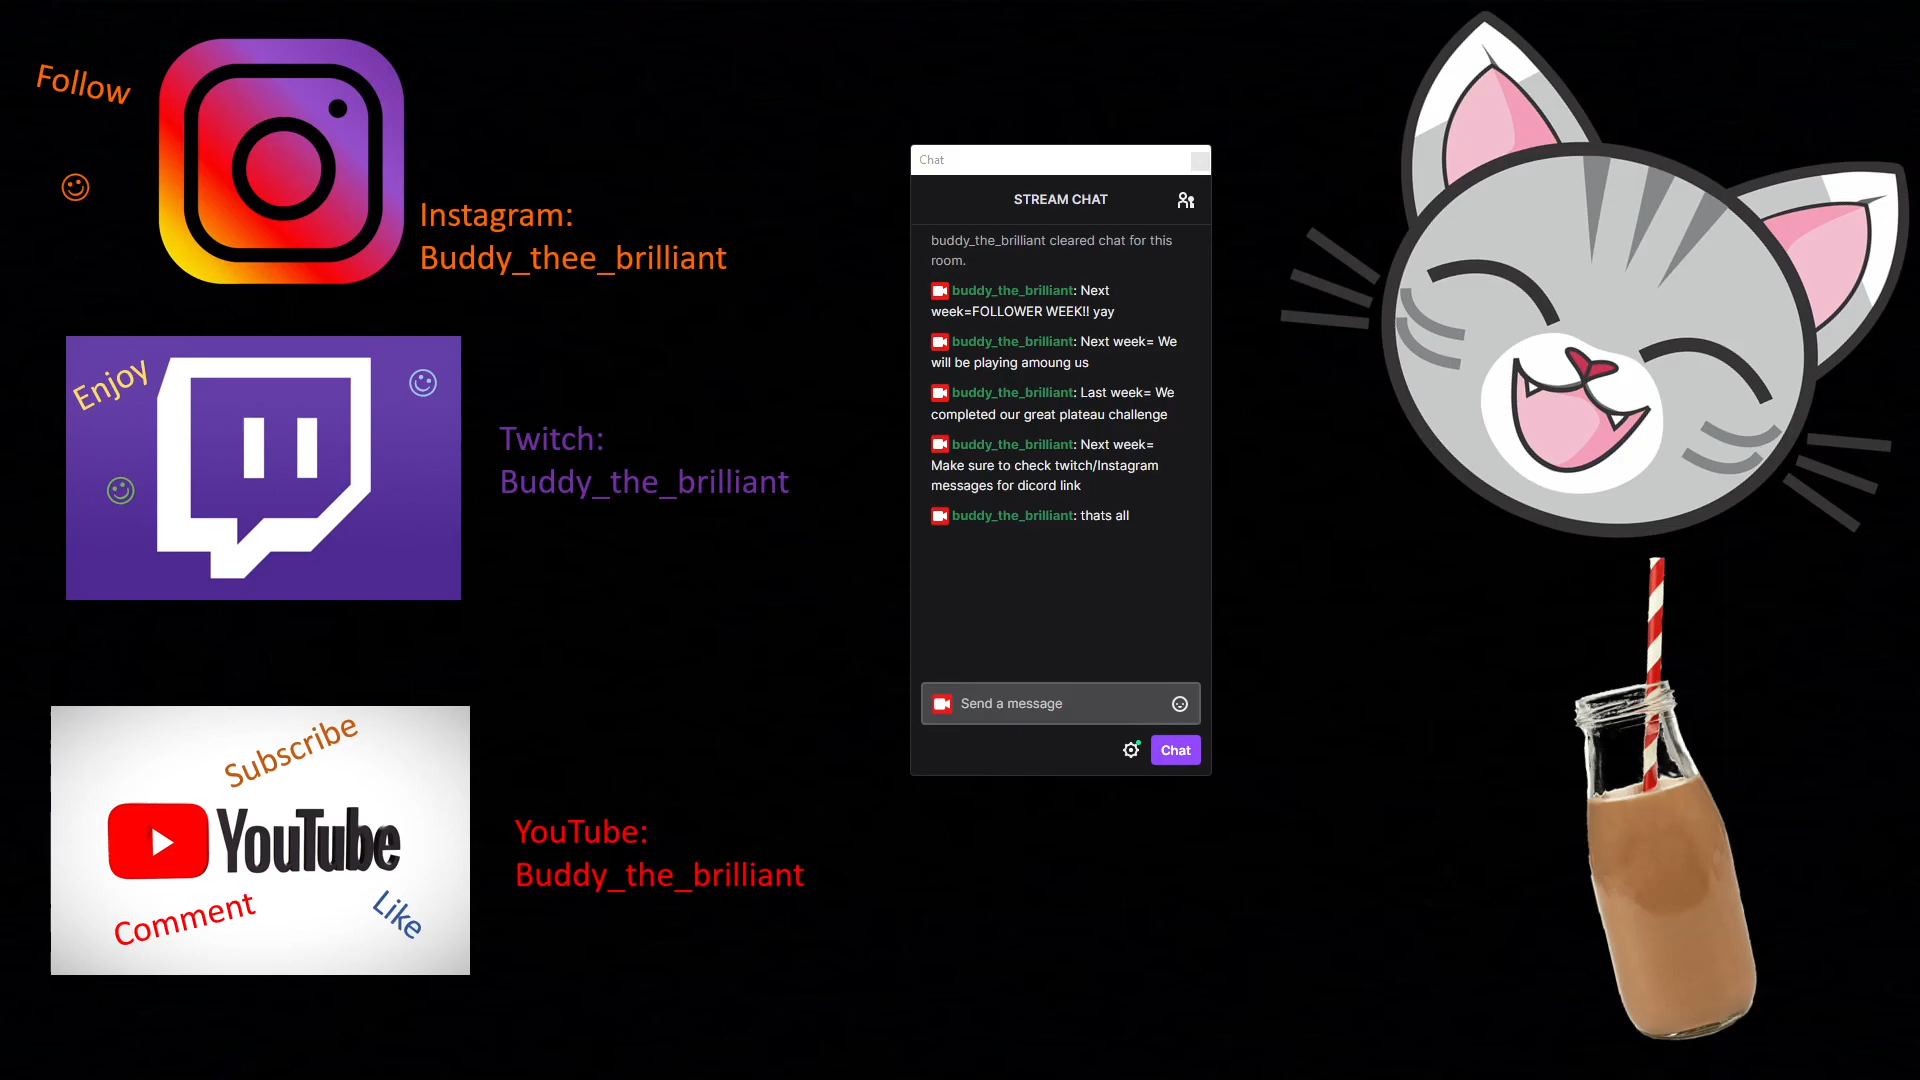 Follow
Instagram:
Buddy_thee_brilliant
Enjoy
Twitch:
Buddy_the_brilliant
Subscribe
YouTube
Comment
Like
YouTube:
Buddy_the_brilliant
Chat
STREAM CHAT
buddy_the_brilliant cleared chat for this
room.
buddy_the_brilliant: Next
week=FOLLOWER WEEK!! yay
buddy_the_brilliant: Next week= We
will be playing amoung us
buddy_the_brilliant: Last week= We
completed our great plateau challenge
buddy_the_brilliant: Next week=
Make sure to check twitch/Instagram
messages for dicord link
buddy_the_brilliant: thats all
Send a message
Chat